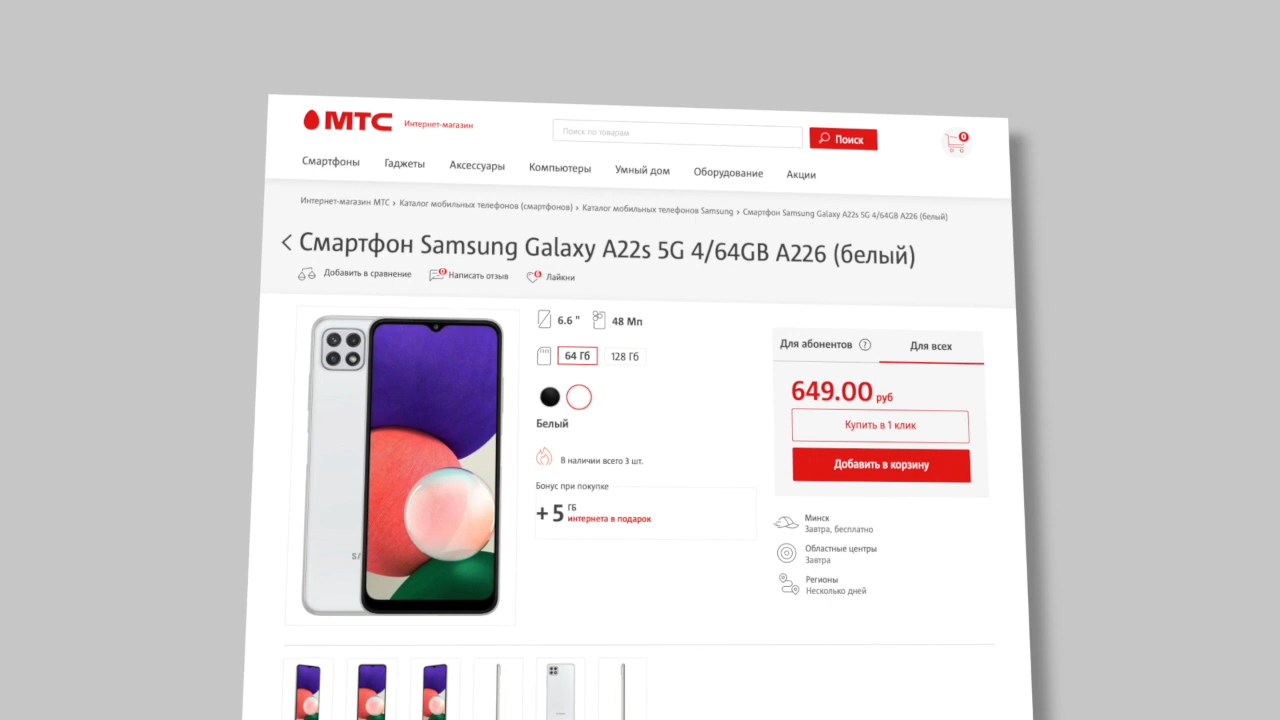 МТС Интернет-магазин
Поиск по товарам
Поиск
0
Смартфоны Гаджеты Аксессуары Компьютеры Умный дом Оборудование Акции
Интернет-магазин МТС › Каталог мобильных телефонов (смартфонов) › Каталог мобильных телефонов Samsung › Смартфон Samsung Galaxy A22s 5G 4/64GB A226 (белый)
Смартфон Samsung Galaxy A22s 5G 4/64GB A226 (белый)
Добавить в сравнение 0 Написать отзыв 6 Лайкни
6.6 " 48 Мп
64 Гб 128 Гб
Белый
В наличии всего 3 шт.
Бонус при покупке
+ 5 ГБ
интернета в подарок
Для абонентов ? Для всех
649.00 руб
Купить в 1 клик
Добавить в корзину
Минск
Завтра, бесплатно
Областные центры
Завтра
Регионы
Несколько дней